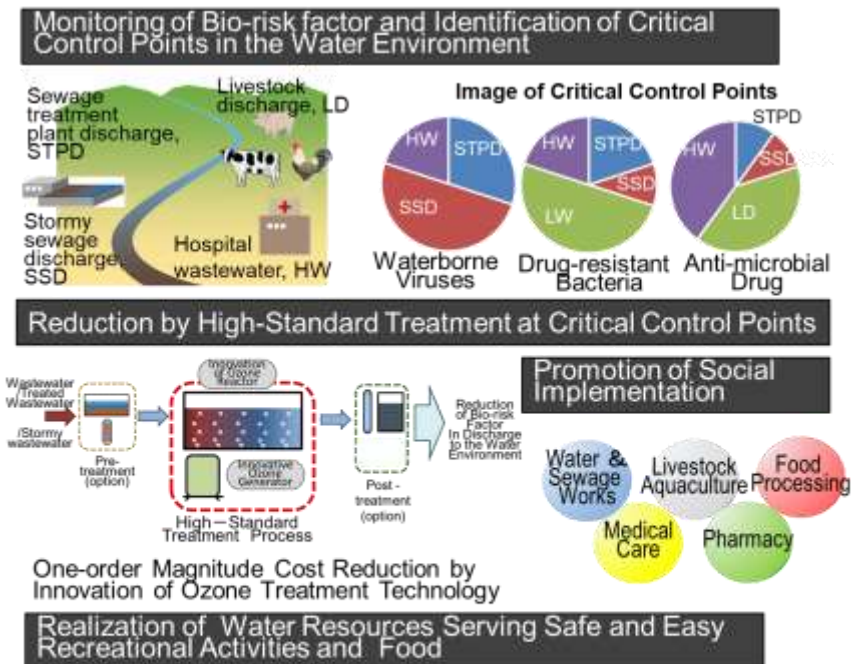 Monitoring of Bio-risk factor and Identification of Critical
Control Points in the Water Environment
Sewage
treatment
plant discharge,
STPD
Livestock
discharge, LD
Stormy
sewage
discharge,
SSD
Hospital
wastewater, HW
Image of Critical Control Points
HW
STPD
SSD
Waterborne
Viruses
HW
STPD
SSD
LW
Drug-resistant
Bacteria
STPD
HW
SSD
LD
Anti-microbial
Drug
Reduction by High-Standard Treatment at Critical Control Points
Wastewater
/Treated
Wastewater
/Stormy
wastewater
Pre-
treatment
(option)
Inovation
of Ozone
Reactor
Innovative
Ozone
Generator
High－Standard
Treatment Process
Post -
treatment
(option)
Reduction
of Bio-risk
Factor
In Discharge
to the Water
Environment
One-order Magnitude Cost Reduction by
Innovation of Ozone Treatment Technology
Promotion of Social
Implementation
Water &
Sewage
Works
Livestock
Aquaculture
Food
Processing
Medical
Care
Pharmacy
Realization of Water Resources Serving Safe and Easy
Recreational Activities and Food